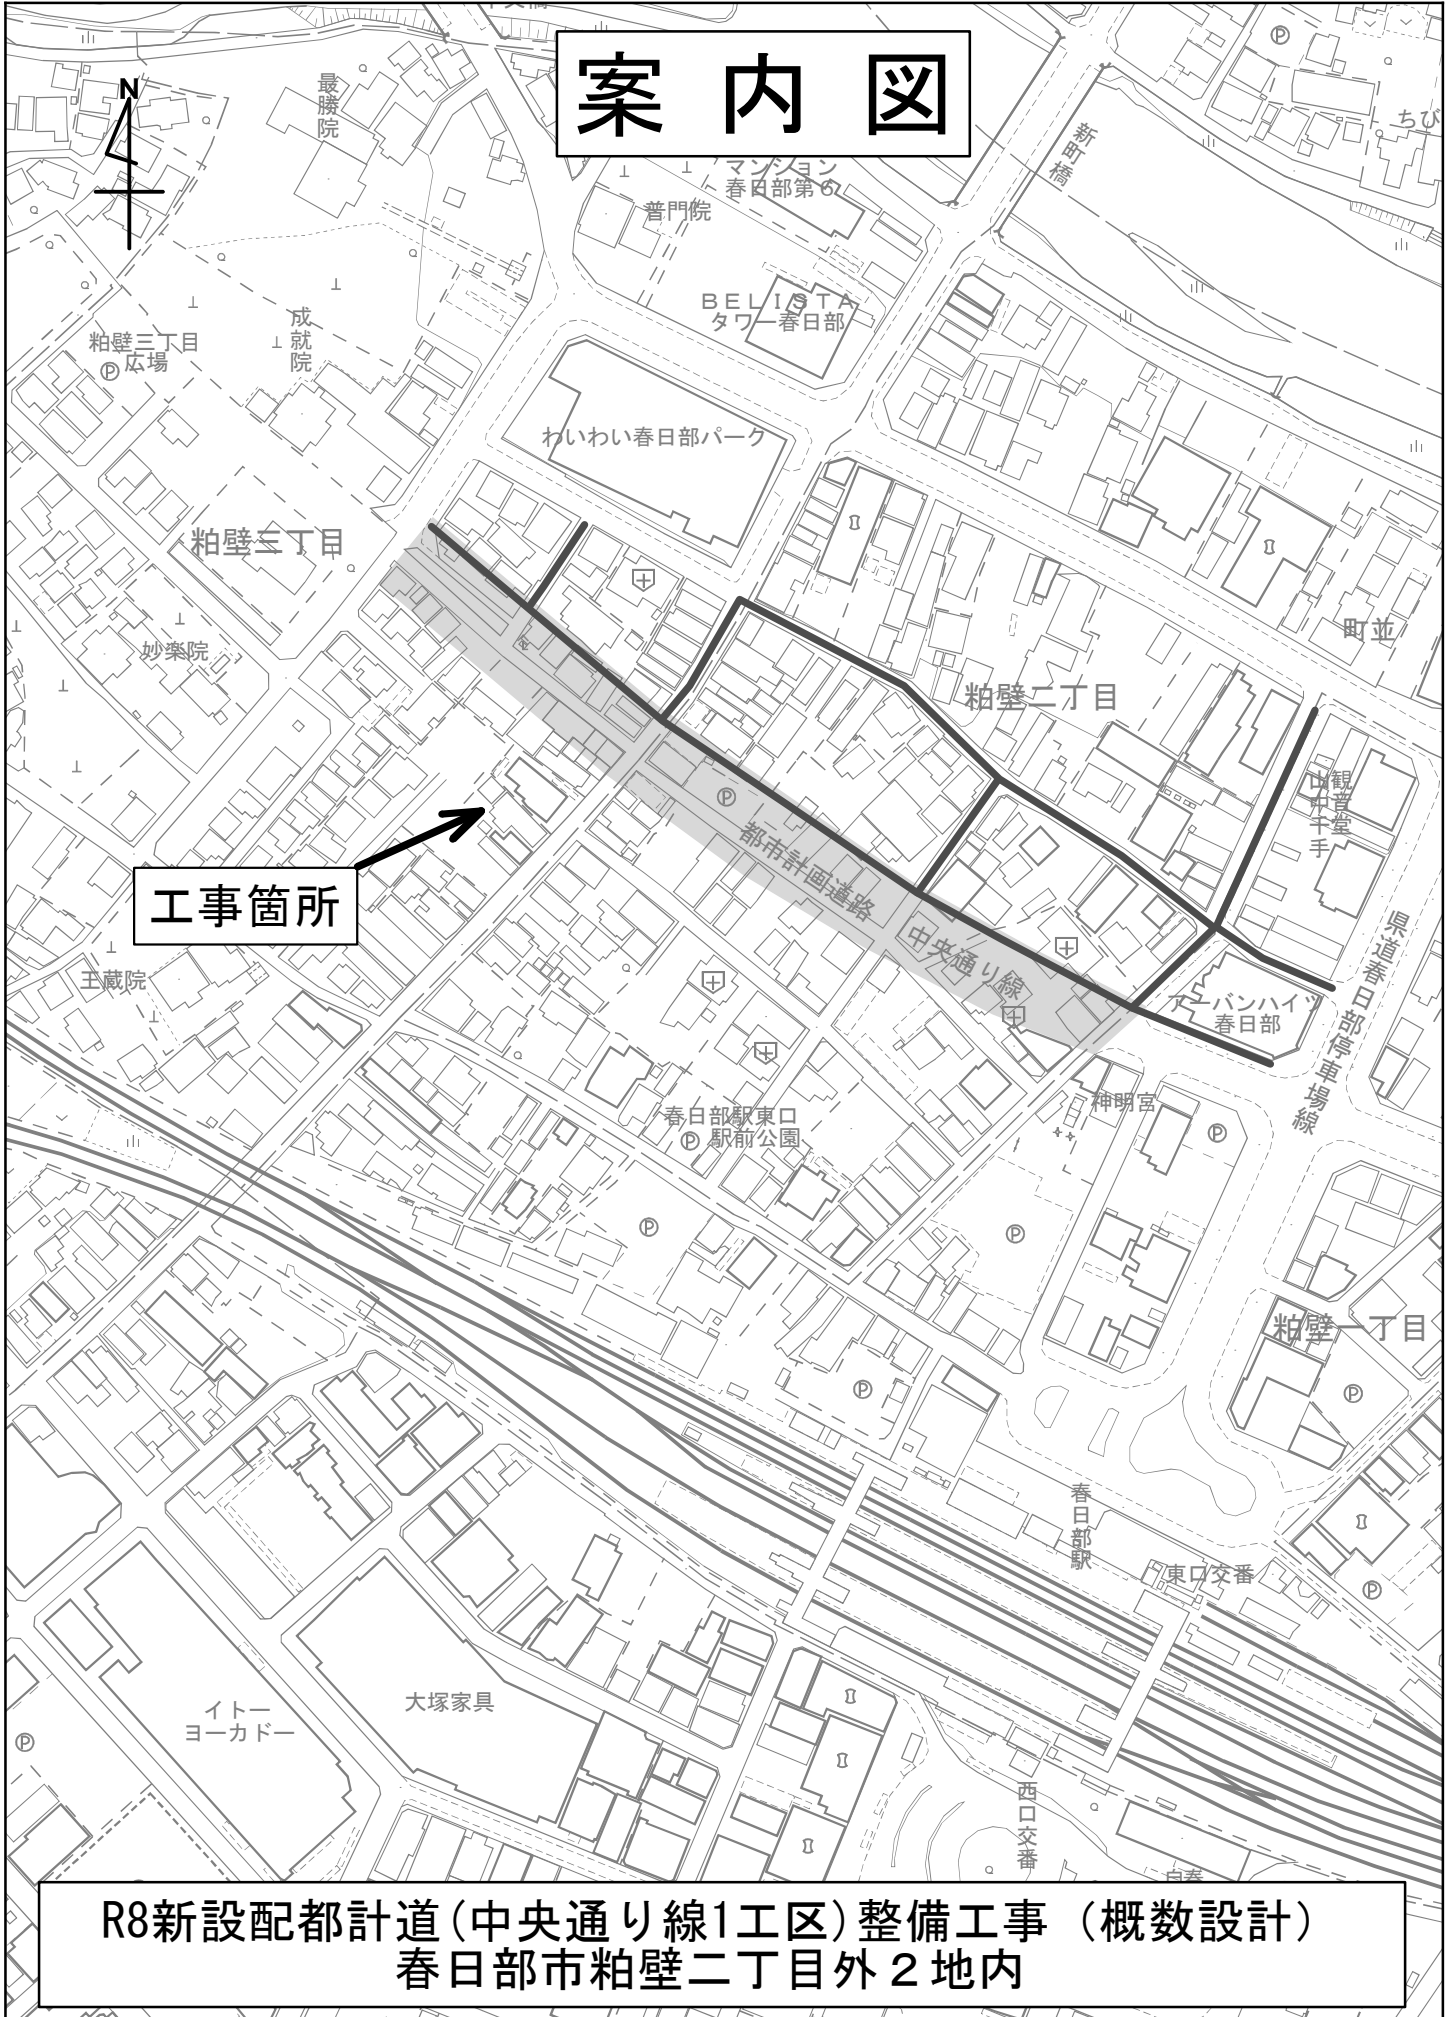 案内図
N
最勝院
新町橋
ちび
マンション
春日部第6
普門院
BELISTA
タワー春日部
成就院
粕壁三丁目
Ⓟ広場
わいわい春日部パーク
粕壁三丁目
妙楽院
町並
粕壁二丁目
山中千手
観音堂
Ⓟ
都市計画道路
中央通り線
工事箇所
県道春日部停車場線
アーバンハイツ
春日部
神明宮
春日部駅東口
Ⓟ 駅前公園
Ⓟ
Ⓟ
Ⓟ
粕壁一丁目
Ⓟ
Ⓟ
春日部駅
東口交番
Ⓟ
大塚家具
イトー
ヨーカドー
Ⓟ
西口交番
R8新設配都計道(中央通り線1工区)整備工事（概数設計）
春日部市粕壁二丁目外２地内